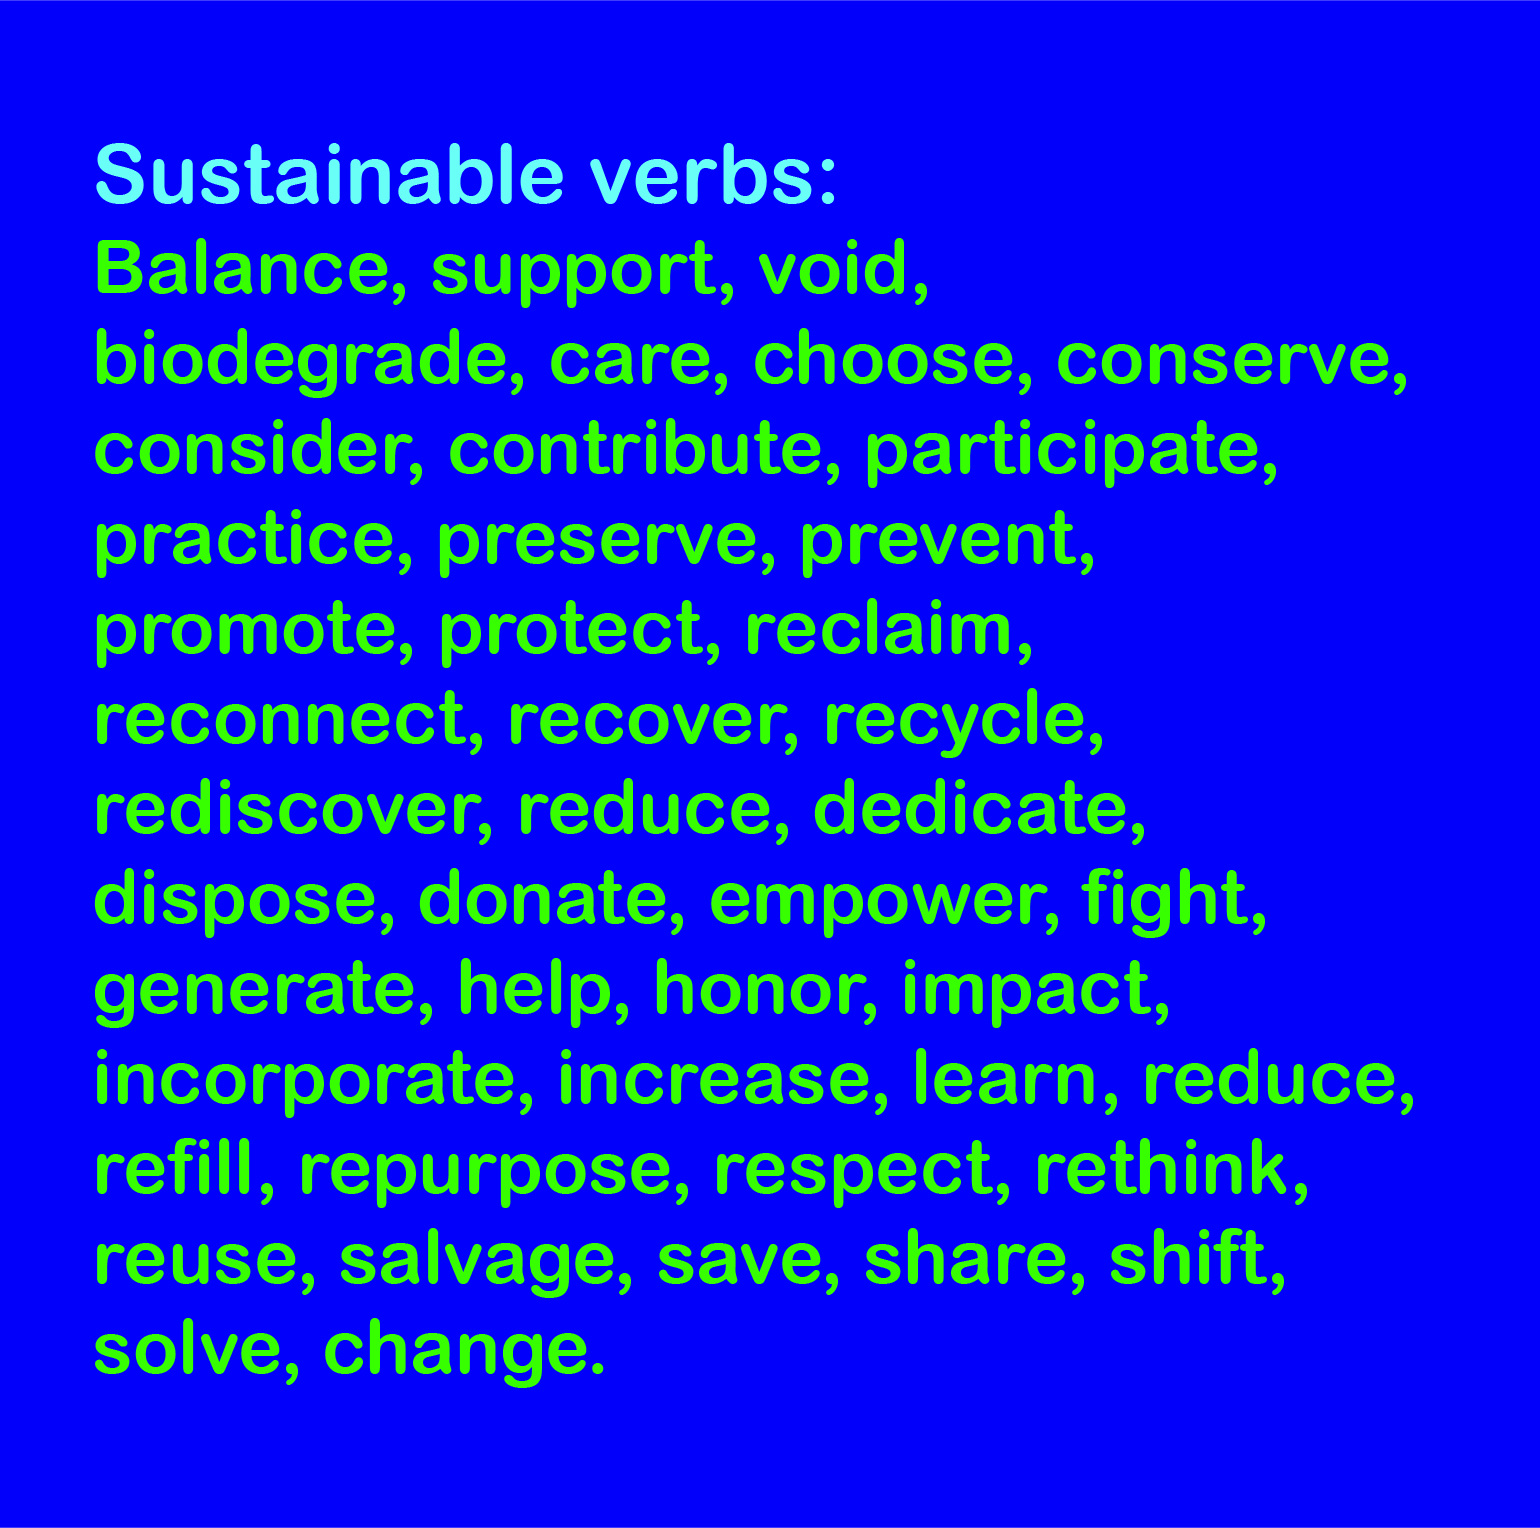 Sustainable verbs:
Balance, support, void,
biodegrade, care, choose, conserve,
consider, contribute, participate,
practice, preserve, prevent,
promote, protect, reclaim,
reconnect, recover, recycle,
rediscover, reduce, dedicate,
dispose, donate, empower, fight,
generate, help, honor, impact,
incorporate, increase, learn, reduce,
refill, repurpose, respect, rethink,
reuse, salvage, save, share, shift,
solve, change.